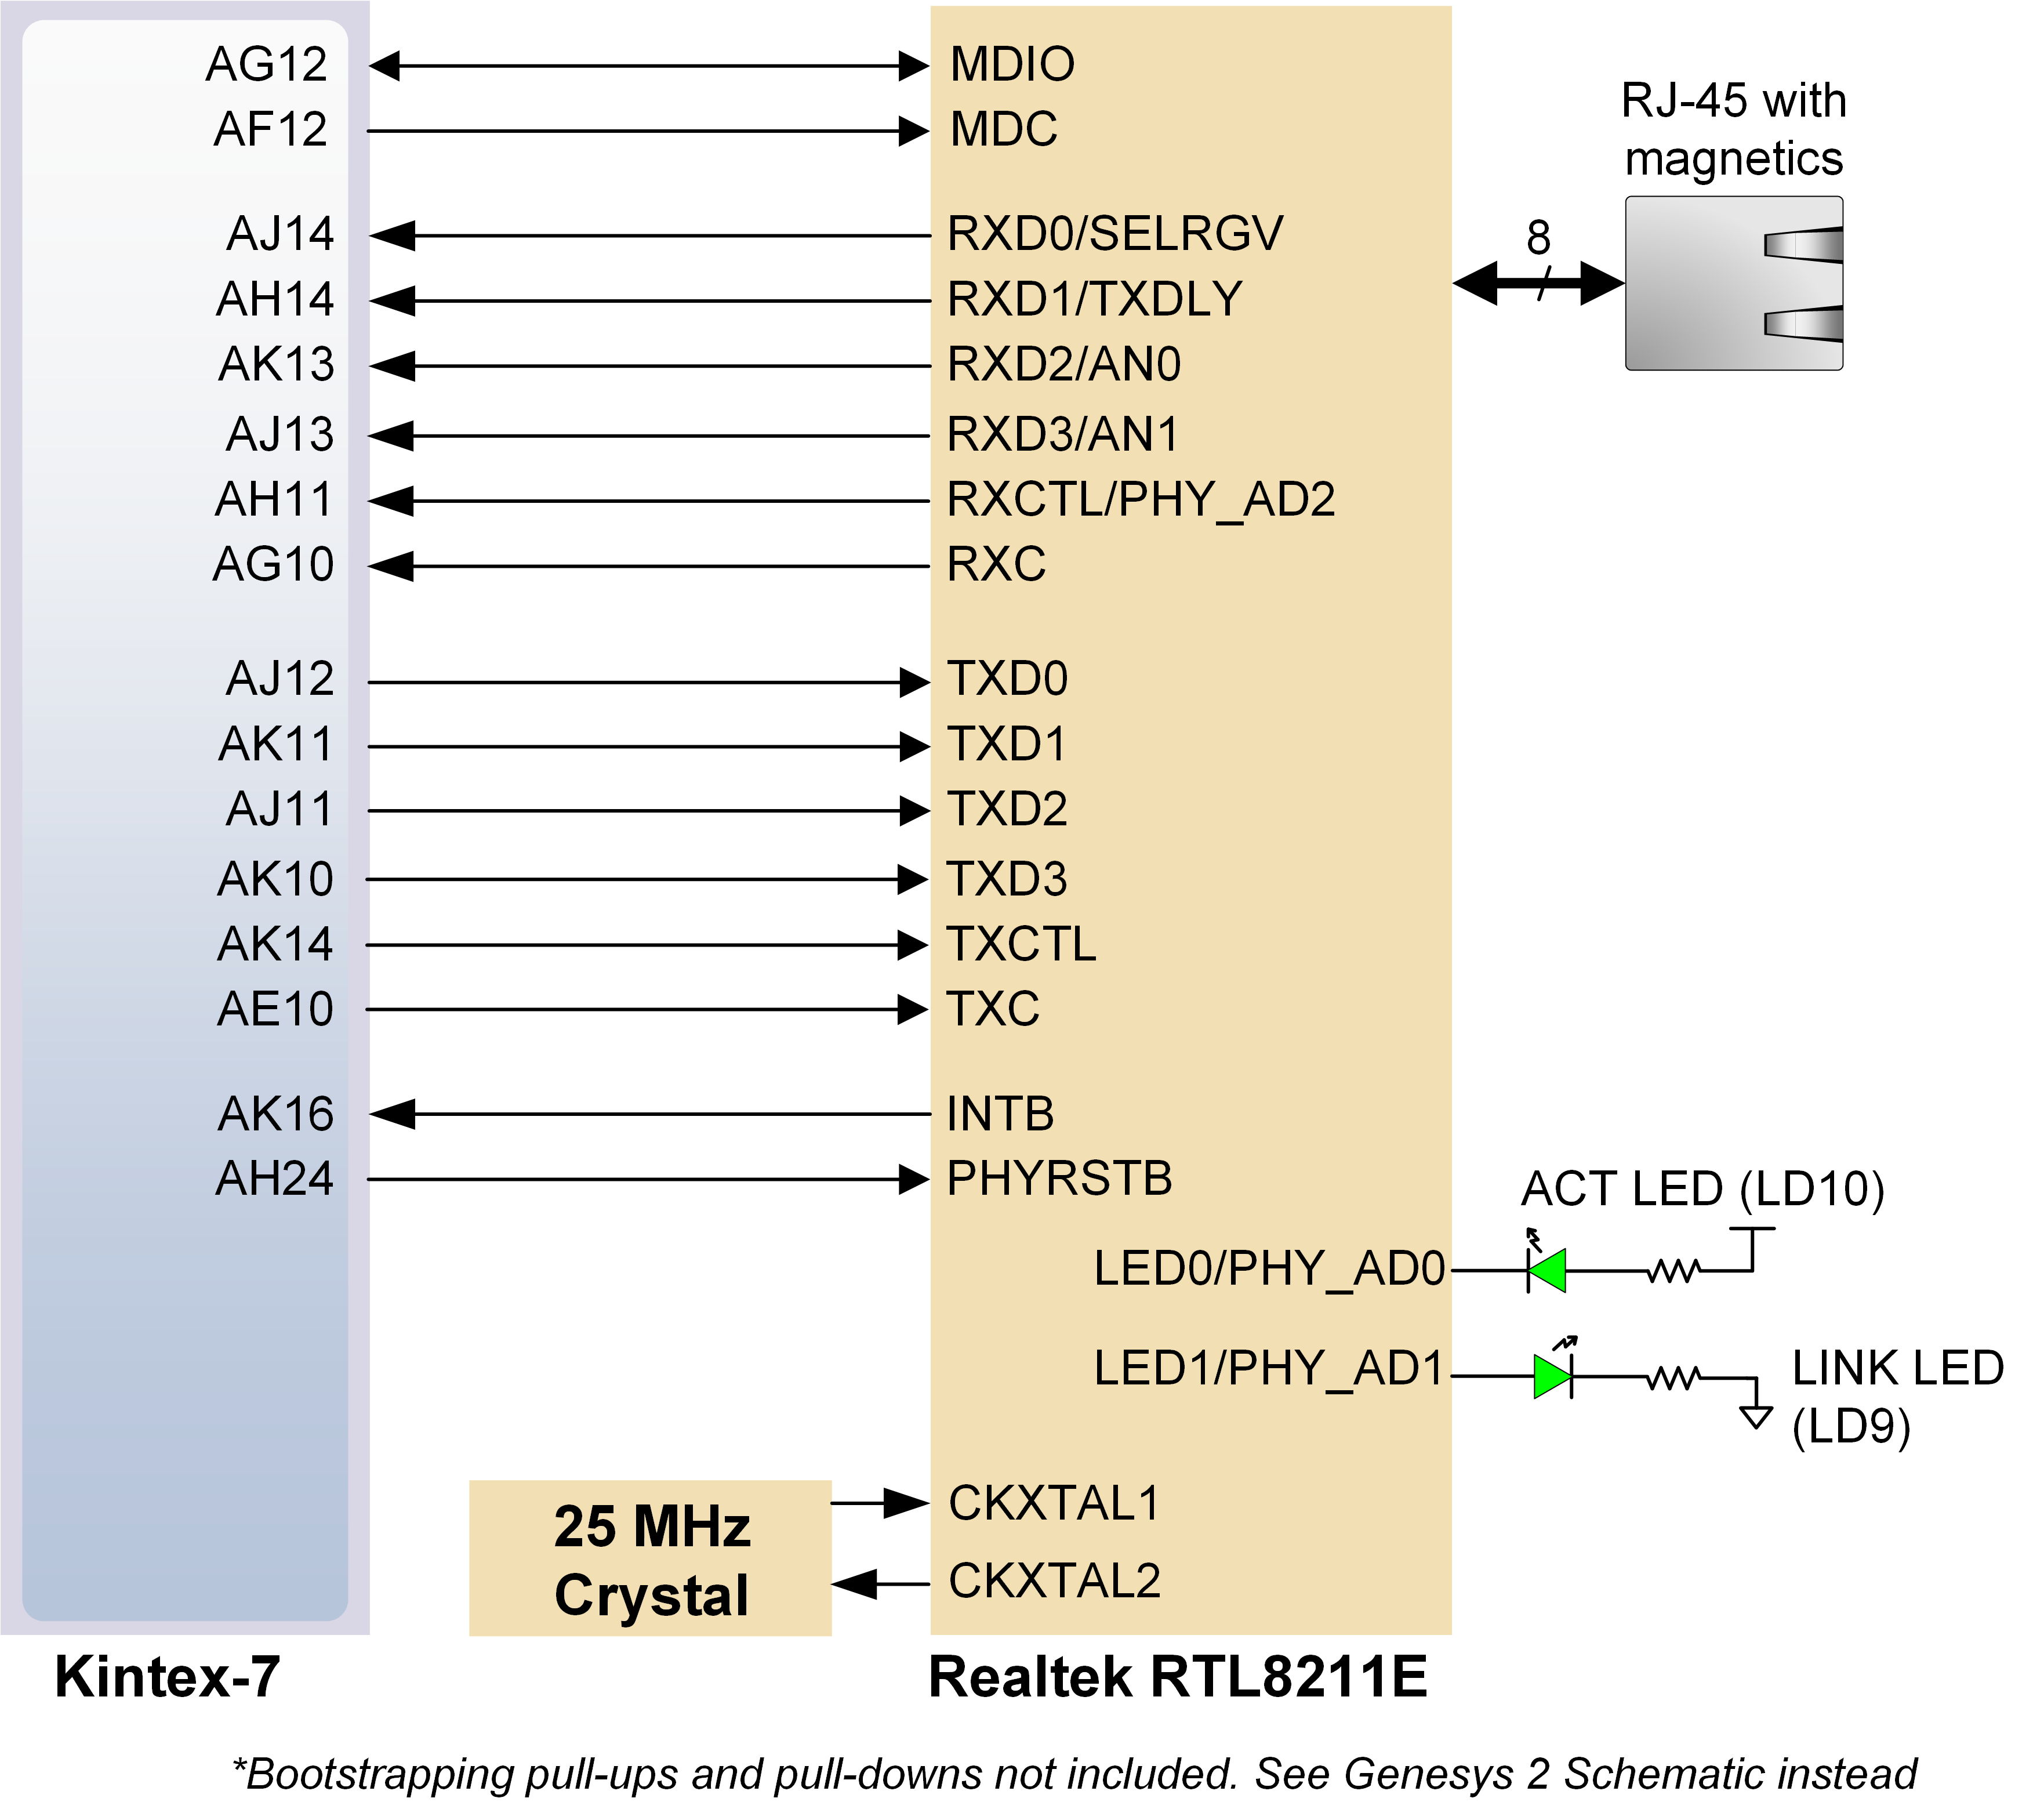 AG12 MDIO
AF12 MDC
RJ-45 with
magnetics
8
AJ14 RXD0/SELRGV
AH14 RXD1/TXDLY
AK13 RXD2/AN0
AJ13 RXD3/AN1
AH11 RXCTL/PHY_AD2
AG10 RXC
AJ12 TXD0
AK11 TXD1
AJ11 TXD2
AK10 TXD3
AK14 TXCTL
AE10 TXC
AK16 INTB
AH24 PHYRSTB
ACT LED (LD10)
LED0/PHY_AD0
LED1/PHY_AD1
LINK LED
(LD9)
25 MHz
Crystal
CKXTAL1
CKXTAL2
Kintex-7
Realtek RTL8211E
*Bootstrapping pull-ups and pull-downs not included. See Genesys 2 Schematic instead